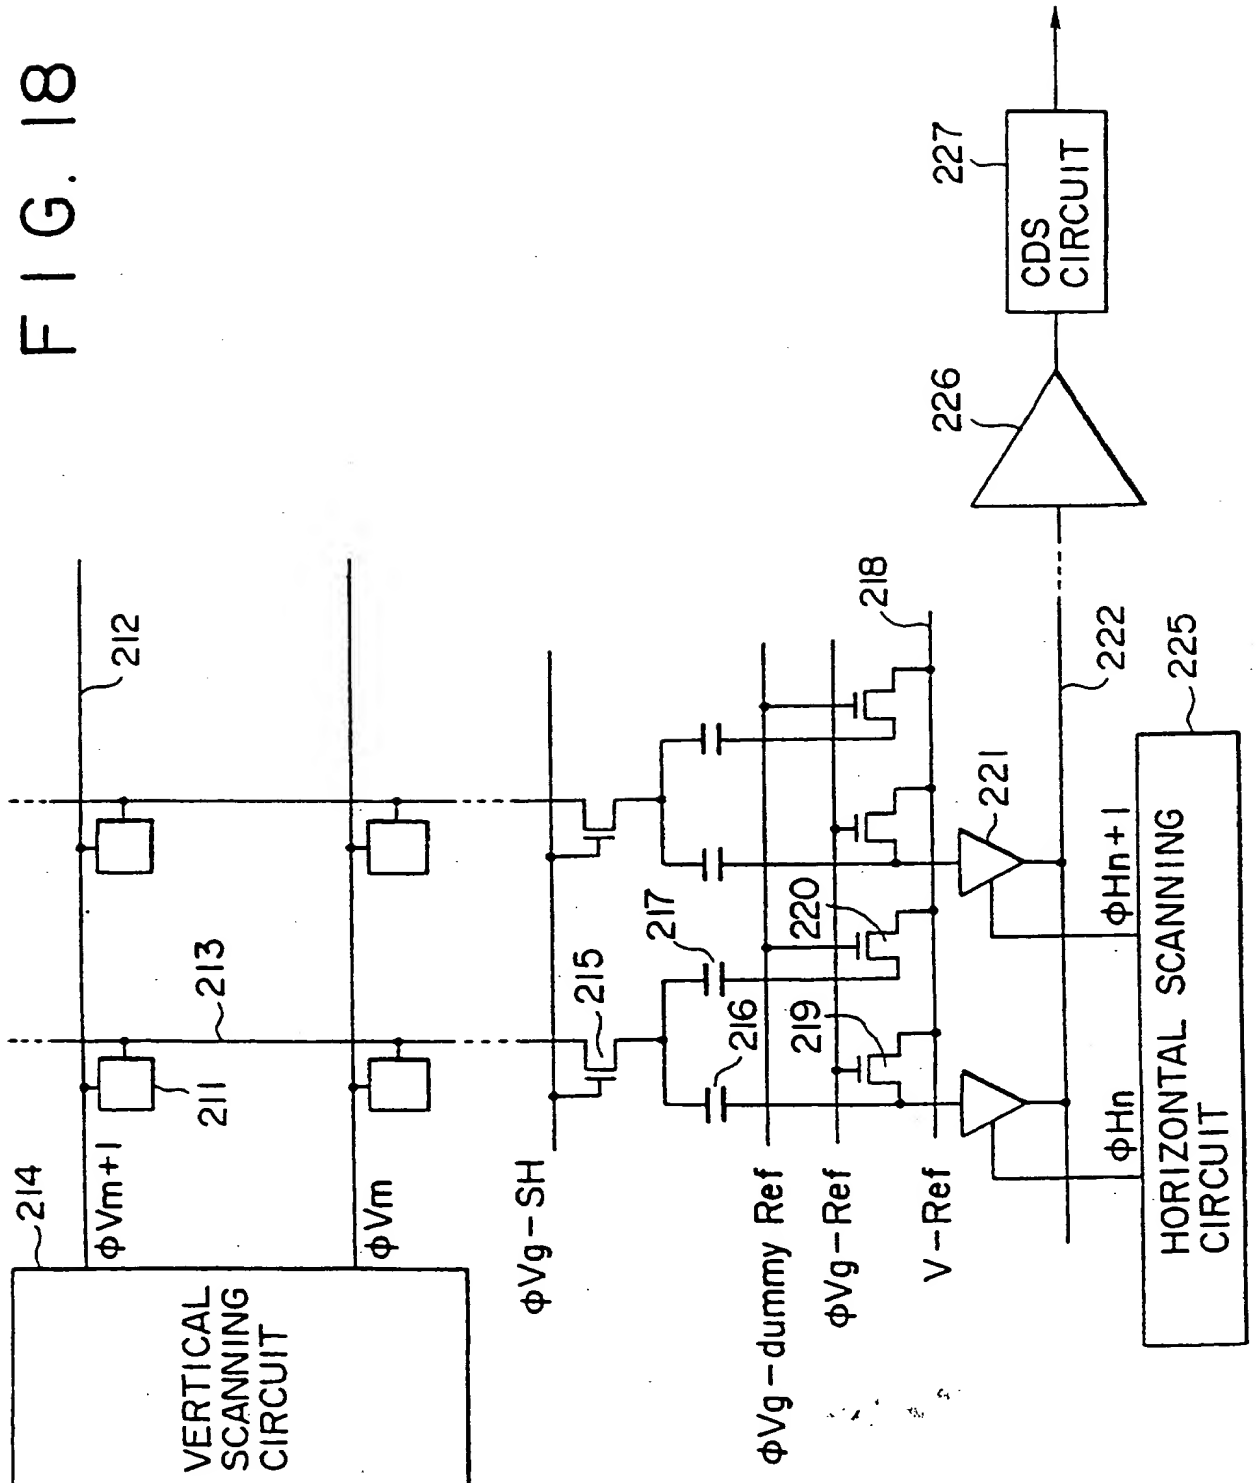 FIG. 18
214
VERTICAL
SCANNING
CIRCUIT
φVm+1
φVm
211
212
213
φVg-SH
215
216
217
φVg-dummy Ref
φVg-Ref
V-Ref
219
220
218
221
φHn
φHn+1
222
HORIZONTAL SCANNING
CIRCUIT
225
226
227
CDS
CIRCUIT